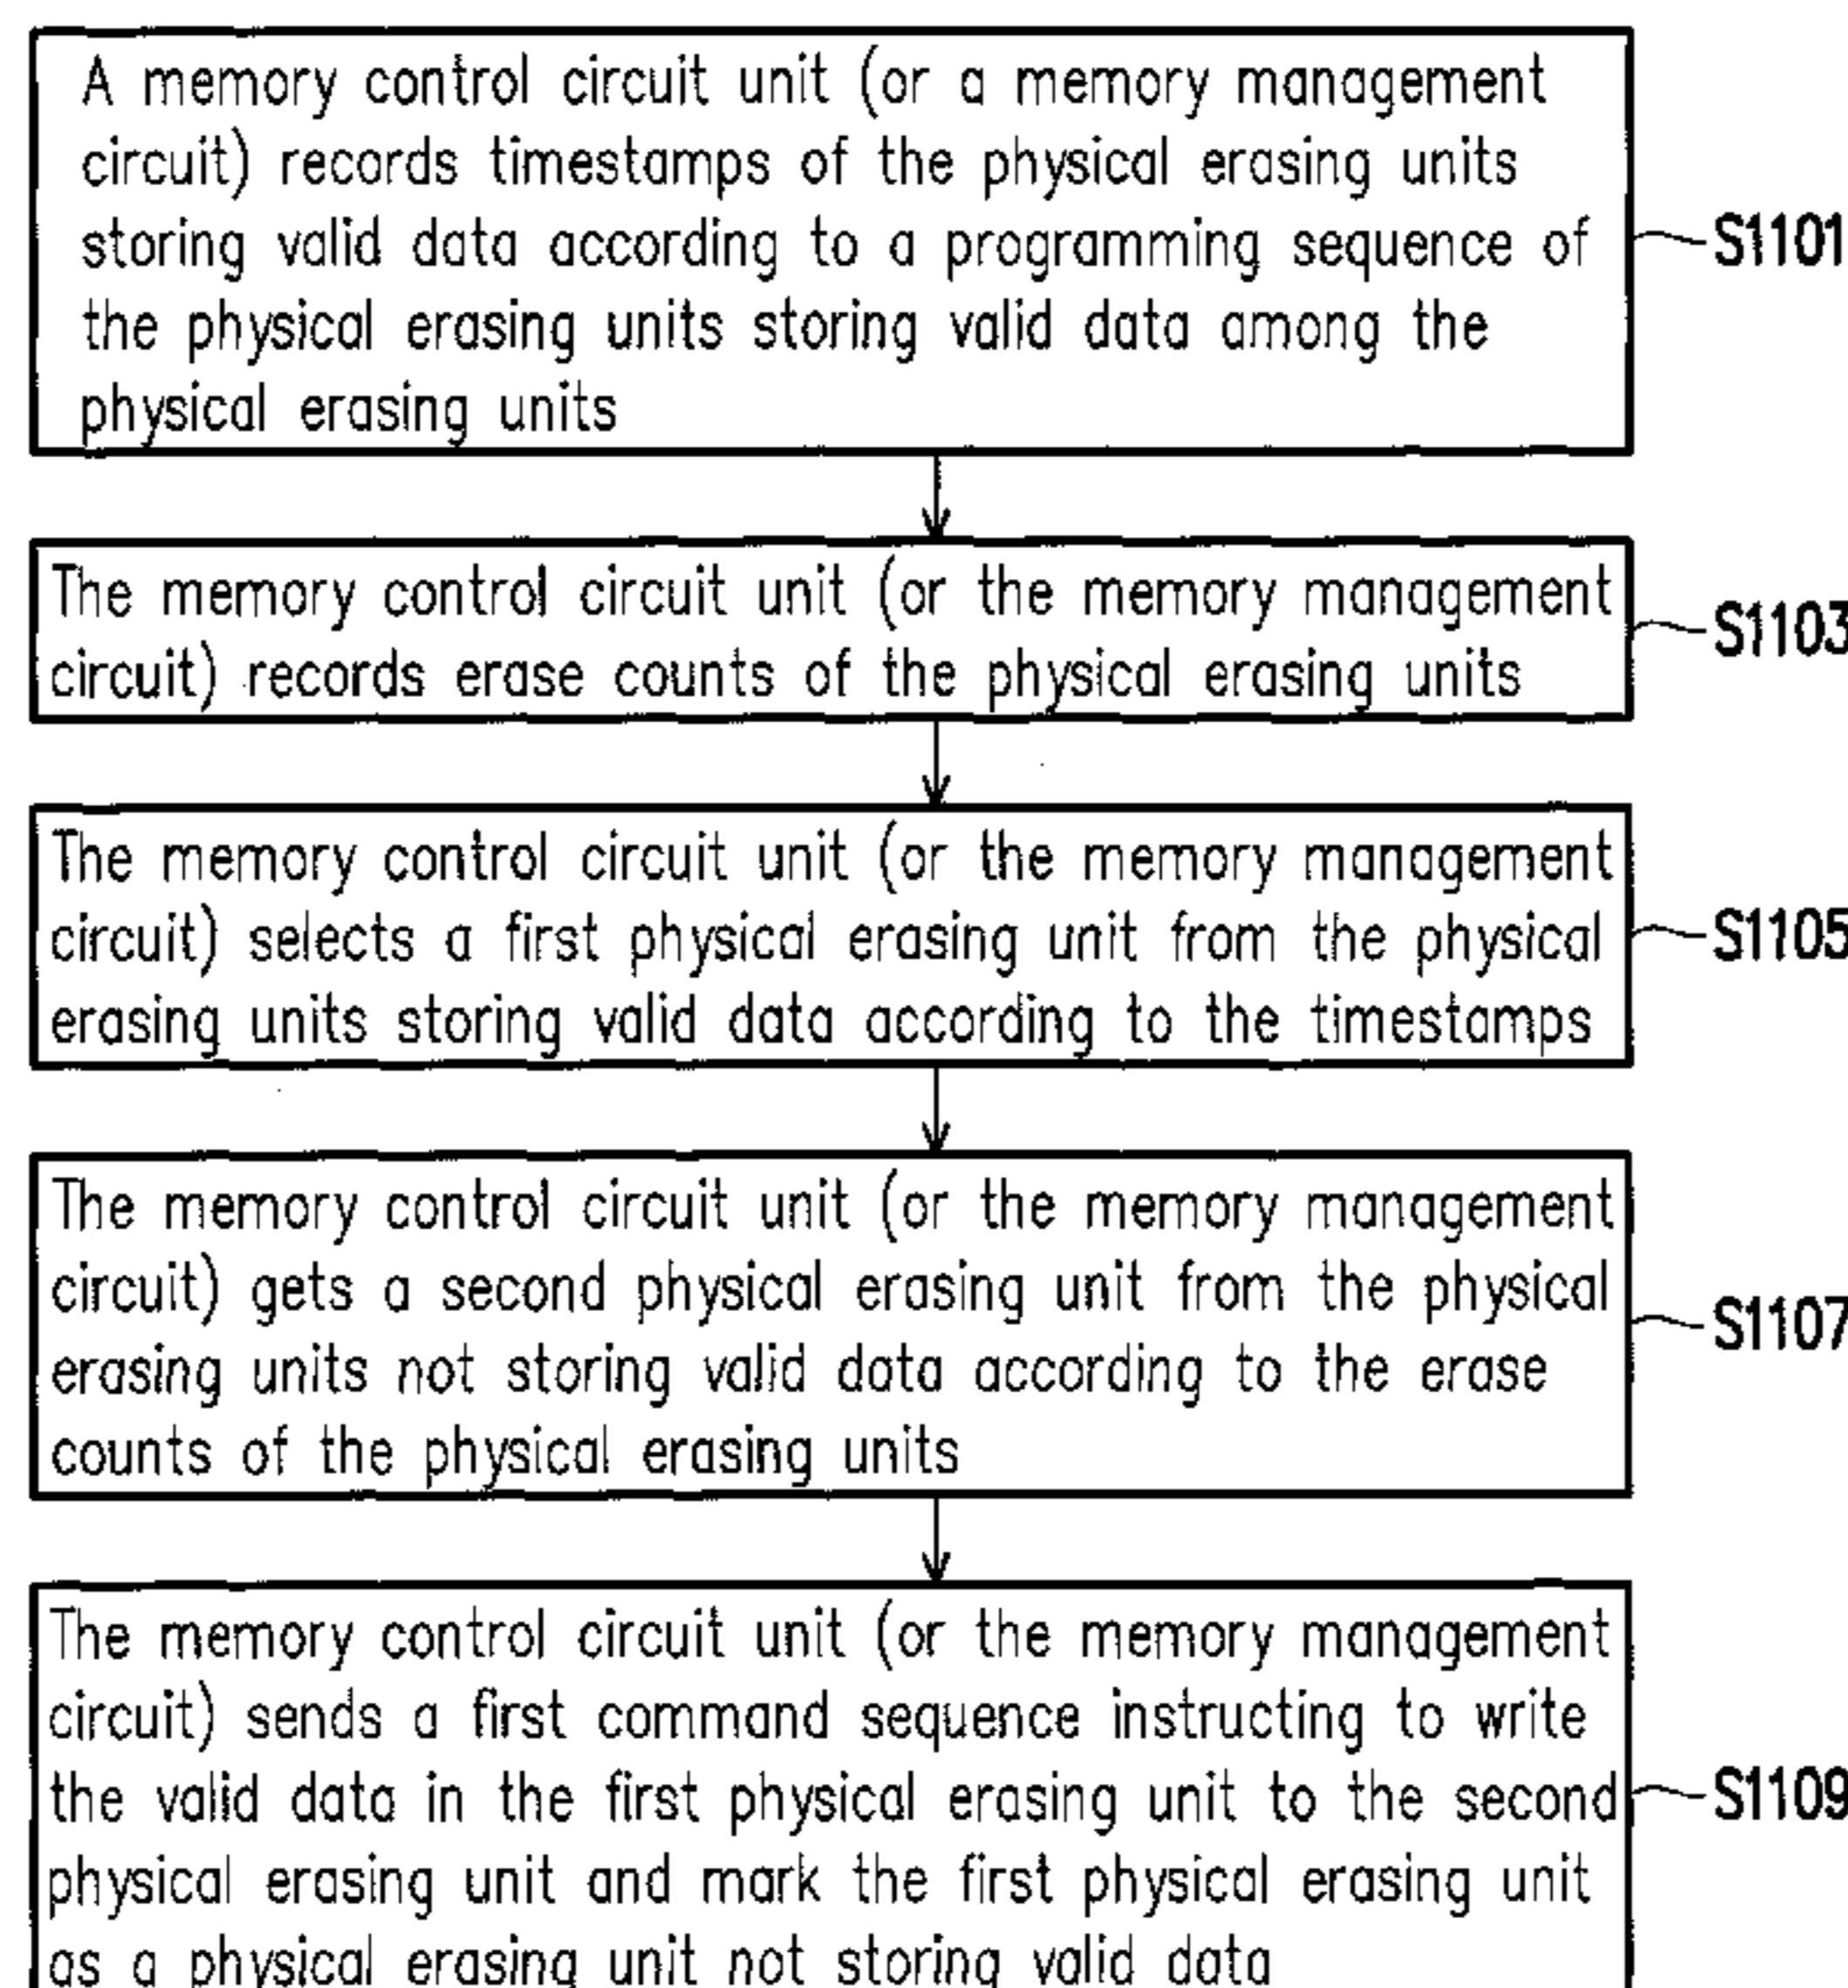 A memory control circuit unit (or a memory management
circuit) records timestamps of the physical erasing units
storing valid data according to a programming sequence of
the physical erasing units storing valid data among the
physical erasing units
S1101
The memory control circuit unit (or the memory management
circuit) records erase counts of the physical erasing units
S1103
The memory control circuit unit (or the memory management
circuit) selects a first physical erasing unit from the physical
erasing units storing valid data according to the timestamps
S1105
The memory control circuit unit (or the memory management
circuit) gets a second physical erasing unit from the physical
erasing units not storing valid data according to the erase
counts of the physical erasing units
S1107
The memory control circuit unit (or the memory management
circuit) sends a first command sequence instructing to write
the valid data in the first physical erasing unit to the second
physical erasing unit and mark the first physical erasing unit
as a physical erasing unit not storing valid data
S1109